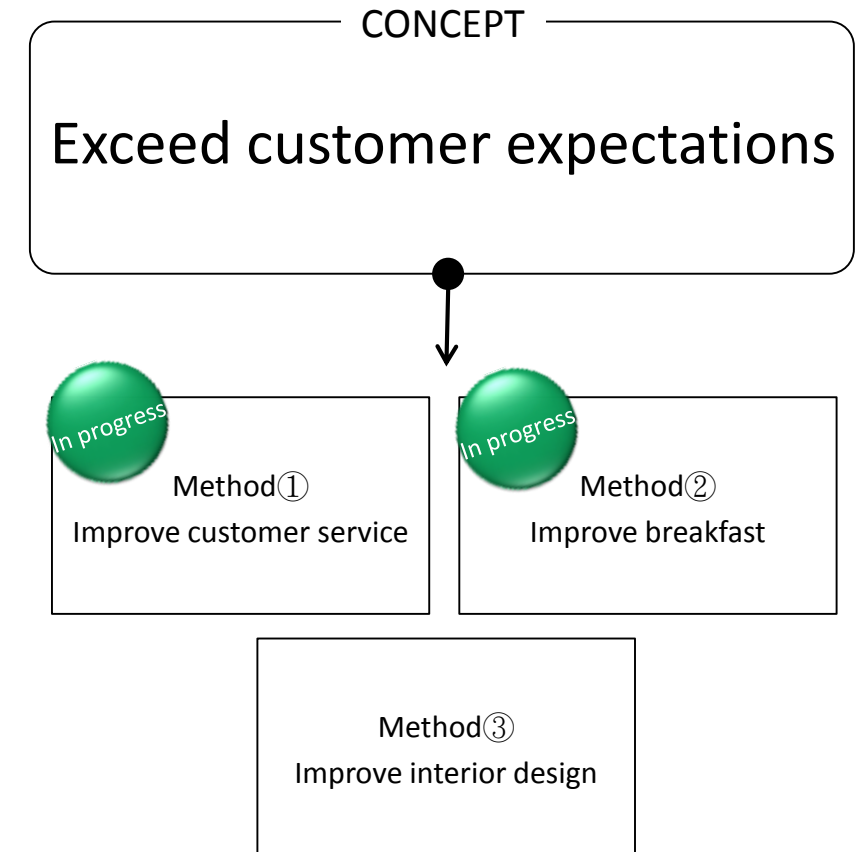 CONCEPT
Exceed customer expectations
In progress
Method①
Improve customer service
In progress
Method②
Improve breakfast
Method③
Improve interior design